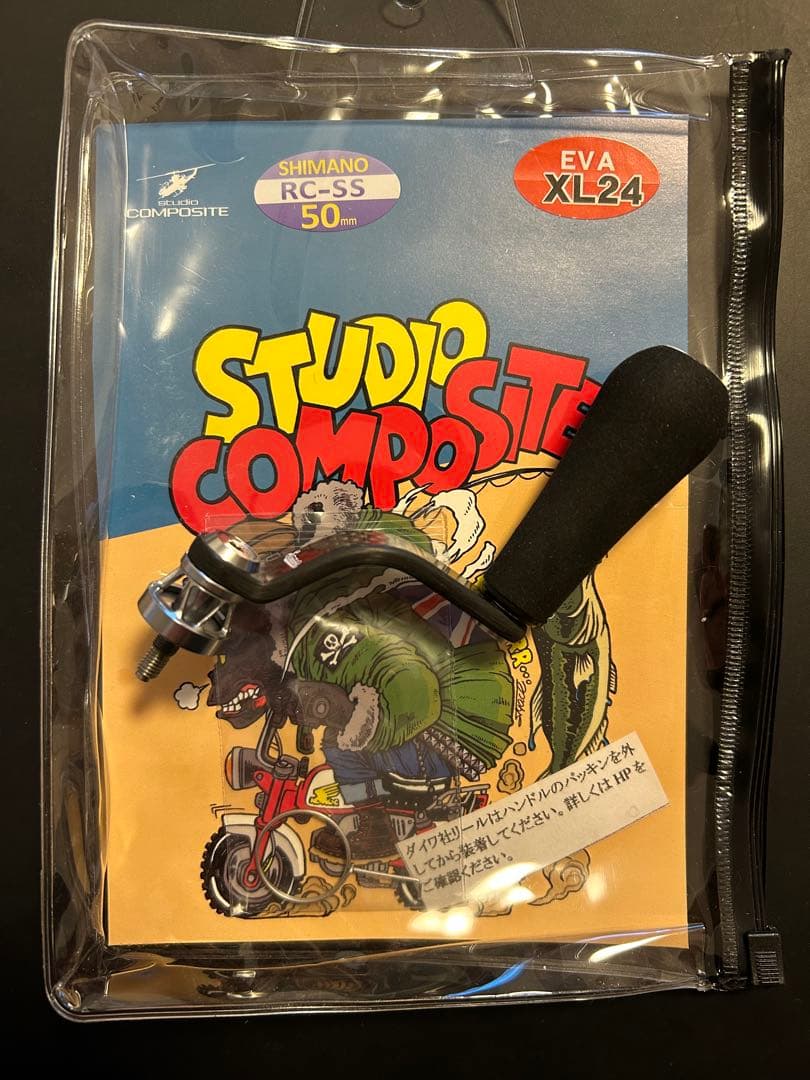 studio
COMPOSITE
SHIMANO
RC-SS
50mm
EVA
XL24
STUDIO
COMPOSITE
ダイワ社リールはハンドルのパッキンを外
してから装着してください。詳しくは HPを
ご確認ください。